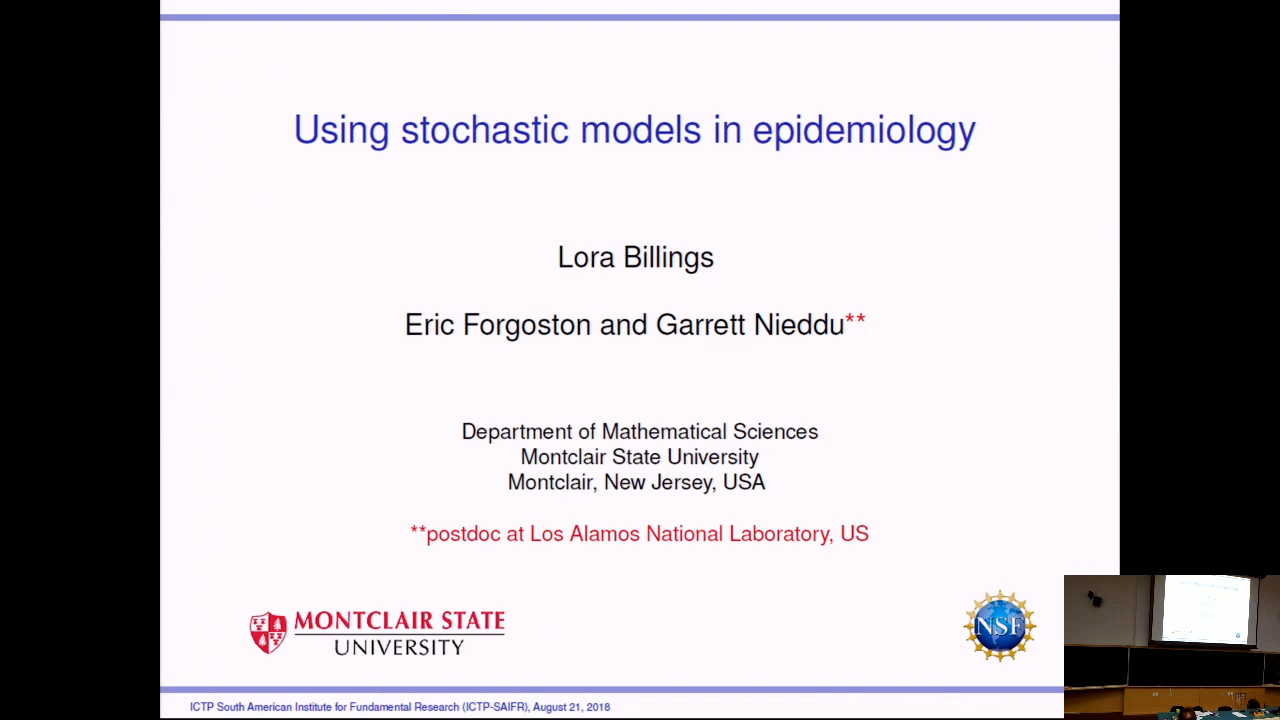 Using stochastic models in epidemiology
Lora Billings
Eric Forgoston and Garrett Nieddu**
Department of Mathematical Sciences
Montclair State University
Montclair, New Jersey, USA
**postdoc at Los Alamos National Laboratory, US
MONTCLAIR STATE
UNIVERSITY
NSF
ICTP South American Institute for Fundamental Research (ICTP-SAIFR), August 21, 2018